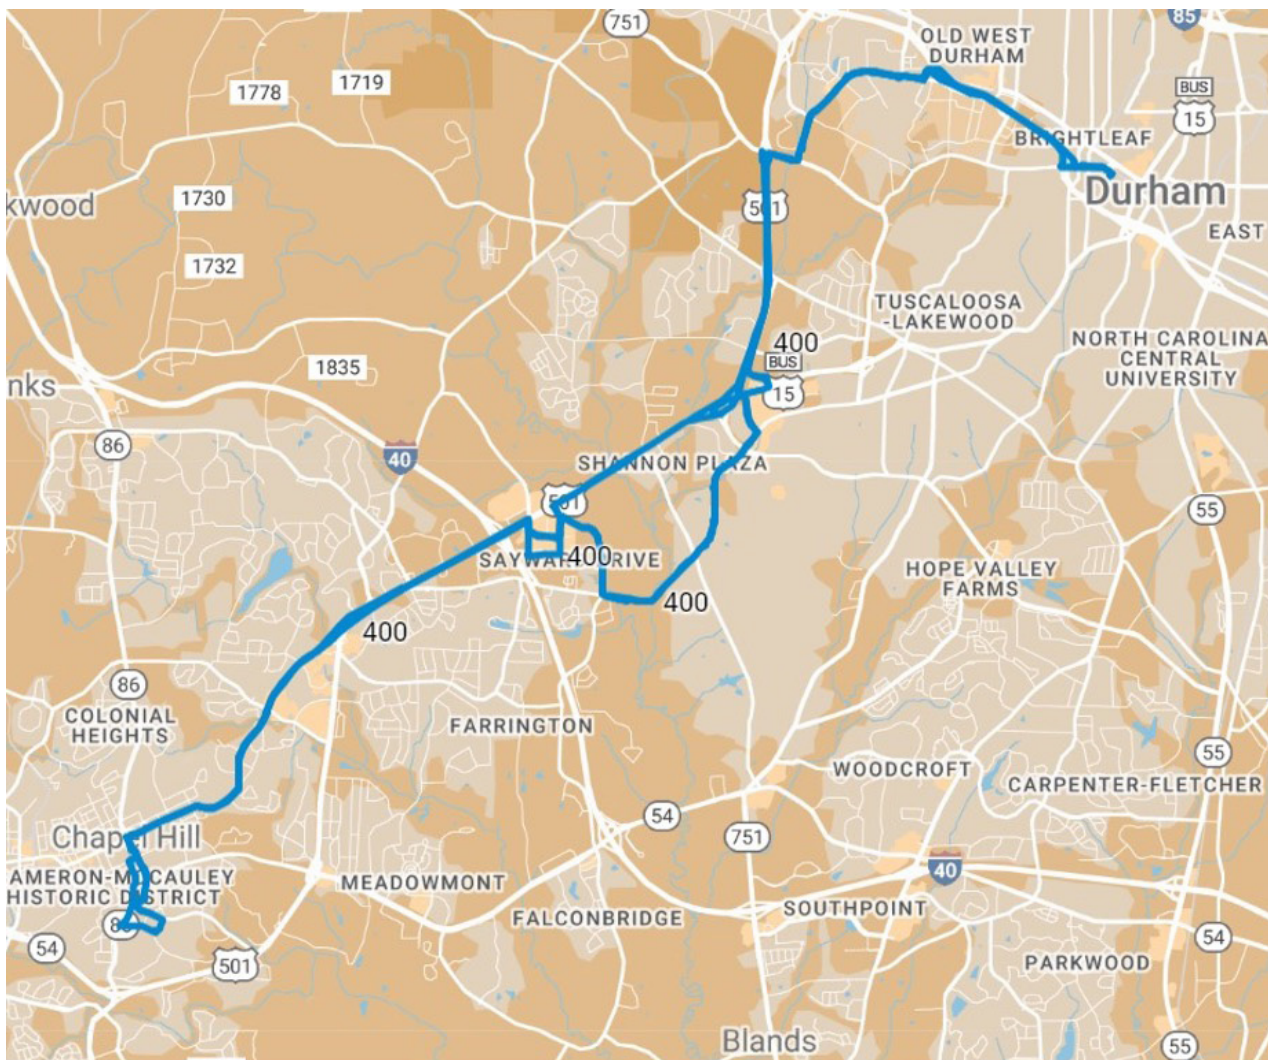 751
85
OLD WEST
DURHAM
1719
1778
BUS
15
BRIGHTLEAF
Durham
1730
kwood
501
EAST
1732
TUSCALOOSA
-LAKEWOOD
400
NORTH CAROLINA
CENTRAL
UNIVERSITY
BUS
15
1835
nks
86
40
SHANNON PLAZA
501
55
400
SAYWARD DRIVE
HOPE VALLEY
FARMS
400
400
86
COLONIAL
HEIGHTS
FARRINGTON
55
WOODCROFT
CARPENTER-FLETCHER
54
Chapel Hill
751
40
AMERON-MCCAULEY
HISTORIC DISTRICT
MEADOWMONT
SOUTHPOINT
FALCONBRIDGE
86
54
54
501
PARKWOOD
Blands
55